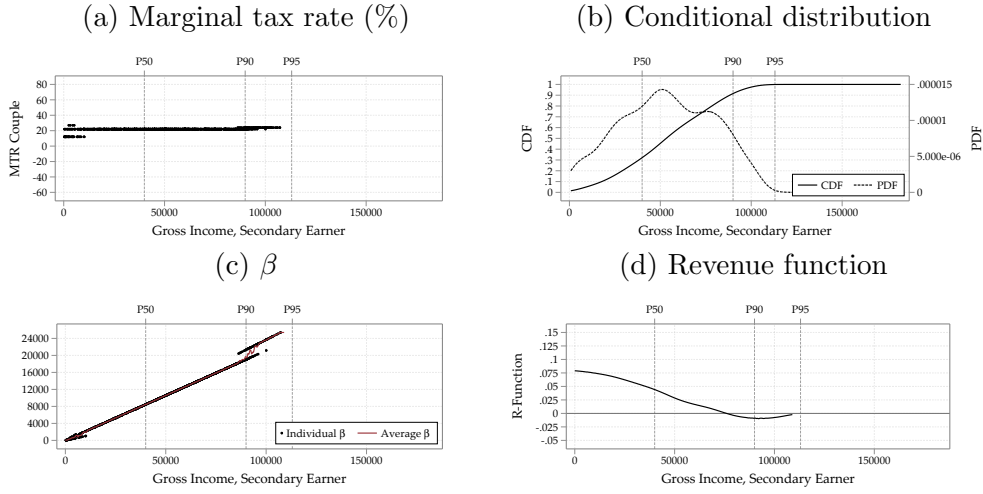 (a) Marginal tax rate (%)
P50 P90 P95
80
60
40
20
0
-20
-40
-60
MTR Couple
0 50000 100000 150000
Gross Income, Secondary Earner
(b) Conditional distribution
P50 P90 P95
1
.9
.8
.7
.6
.5
.4
.3
.2
.1
0
CDF
.000015
.00001
5.000e-06
0
PDF
CDF PDF
0 50000 100000 150000
Gross Income, Secondary Earner
(c) β
P50 P90 P95
24000
20000
16000
12000
8000
4000
0
Individual β Average β
0 50000 100000 150000
Gross Income, Secondary Earner
(d) Revenue function
P50 P90 P95
.15
.125
.1
.075
.05
.025
0
-.025
-.05
R-Function
0 50000 100000 150000
Gross Income, Secondary Earner